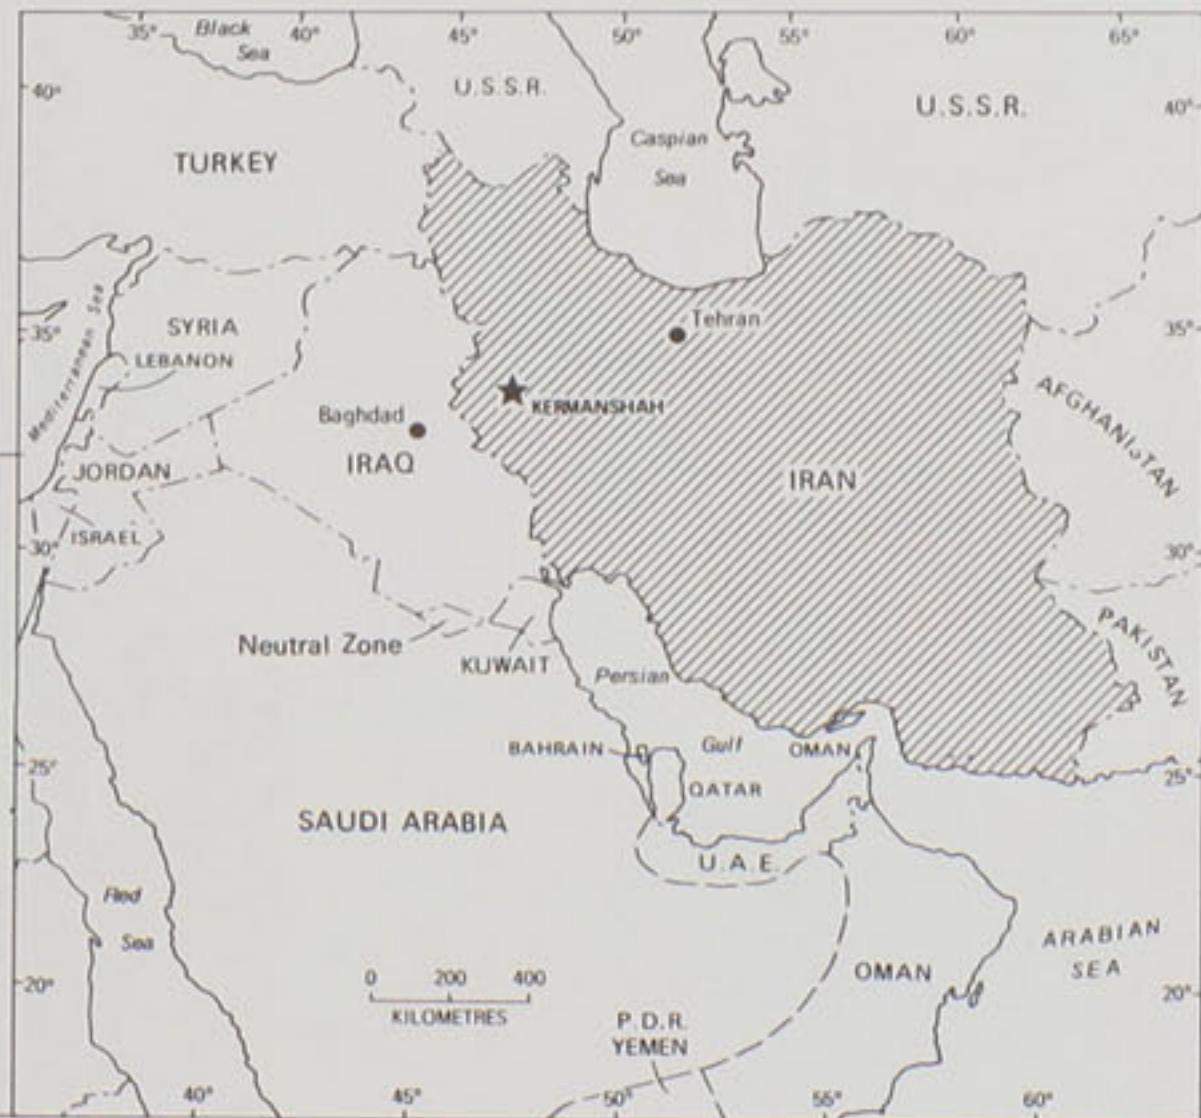 35° 40° 45° 50° 55° 60° 65°
Black
Sea
U.S.S.R.
U.S.S.R.
40°
40°
Caspian
Sea
TURKEY
Mediterranean Sea
35°
35°
SYRIA
LEBANON
Tehran
KERMANSHAH
AFGHANISTAN
Baghdad
IRAQ
JORDAN
IRAN
ISRAEL
30°
30°
PAKISTAN
Neutral Zone
KUWAIT
Persian
Gulf
BAHRAIN
OMAN
25°
25°
QATAR
SAUDI ARABIA
U.A.E.
Red
Sea
ARABIAN
SEA
OMAN
0 200 400
KILOMETRES
20°
20°
P.D.R.
YEMEN
40° 45° 50° 55° 60°